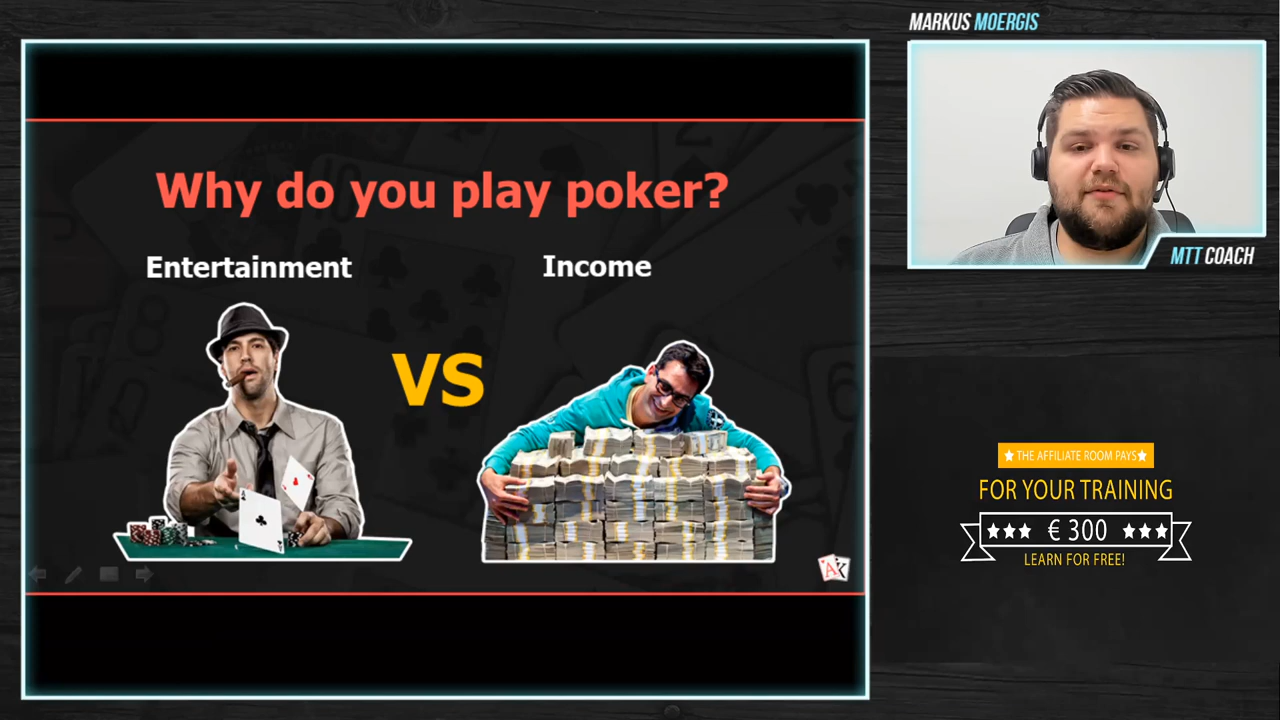 MARKUS MOERGIS
Why do you play poker?
Entertainment
Income
VS
MTT COACH
THE AFFILIATE ROOM PAYS
FOR YOUR TRAINING
€ 300
LEARN FOR FREE!